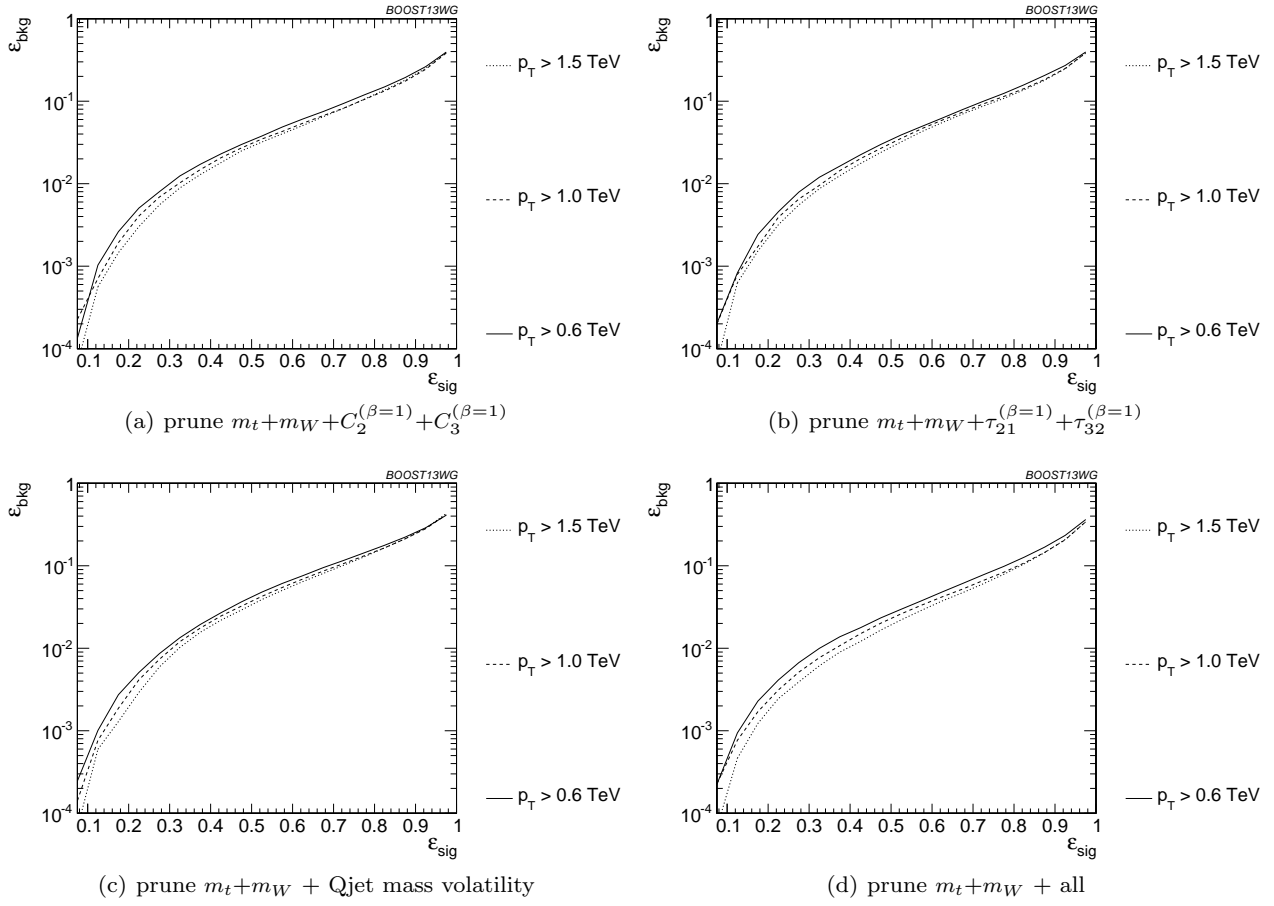 BOOST13WG
ε_bkg
1
10^{-1}
10^{-2}
10^{-3}
10^{-4}
0.1 0.2 0.3 0.4 0.5 0.6 0.7 0.8 0.9 1
ε_sig
p_T > 1.5 TeV
p_T > 1.0 TeV
p_T > 0.6 TeV
(a) prune m_t+m_W+C_2^{(β=1)}+C_3^{(β=1)}
BOOST13WG
ε_bkg
1
10^{-1}
10^{-2}
10^{-3}
10^{-4}
0.1 0.2 0.3 0.4 0.5 0.6 0.7 0.8 0.9 1
ε_sig
p_T > 1.5 TeV
p_T > 1.0 TeV
p_T > 0.6 TeV
(b) prune m_t+m_W+τ_{21}^{(β=1)}+τ_{32}^{(β=1)}
BOOST13WG
ε_bkg
1
10^{-1}
10^{-2}
10^{-3}
10^{-4}
0.1 0.2 0.3 0.4 0.5 0.6 0.7 0.8 0.9 1
ε_sig
p_T > 1.5 TeV
p_T > 1.0 TeV
p_T > 0.6 TeV
(c) prune m_t+m_W + Qjet mass volatility
BOOST13WG
ε_bkg
1
10^{-1}
10^{-2}
10^{-3}
10^{-4}
0.1 0.2 0.3 0.4 0.5 0.6 0.7 0.8 0.9 1
ε_sig
p_T > 1.5 TeV
p_T > 1.0 TeV
p_T > 0.6 TeV
(d) prune m_t+m_W + all